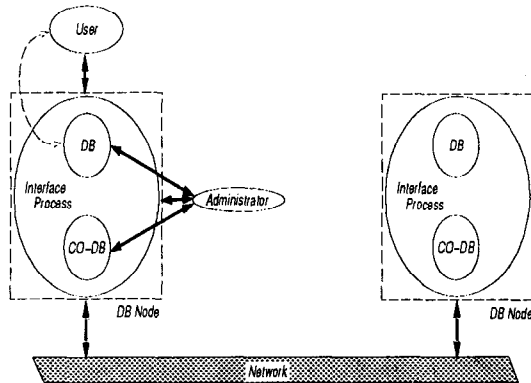 User
DB
Interface
Process
CO-DB
Administrator
DB Node
DB
Interface
Process
CO-DB
DB Node
Network